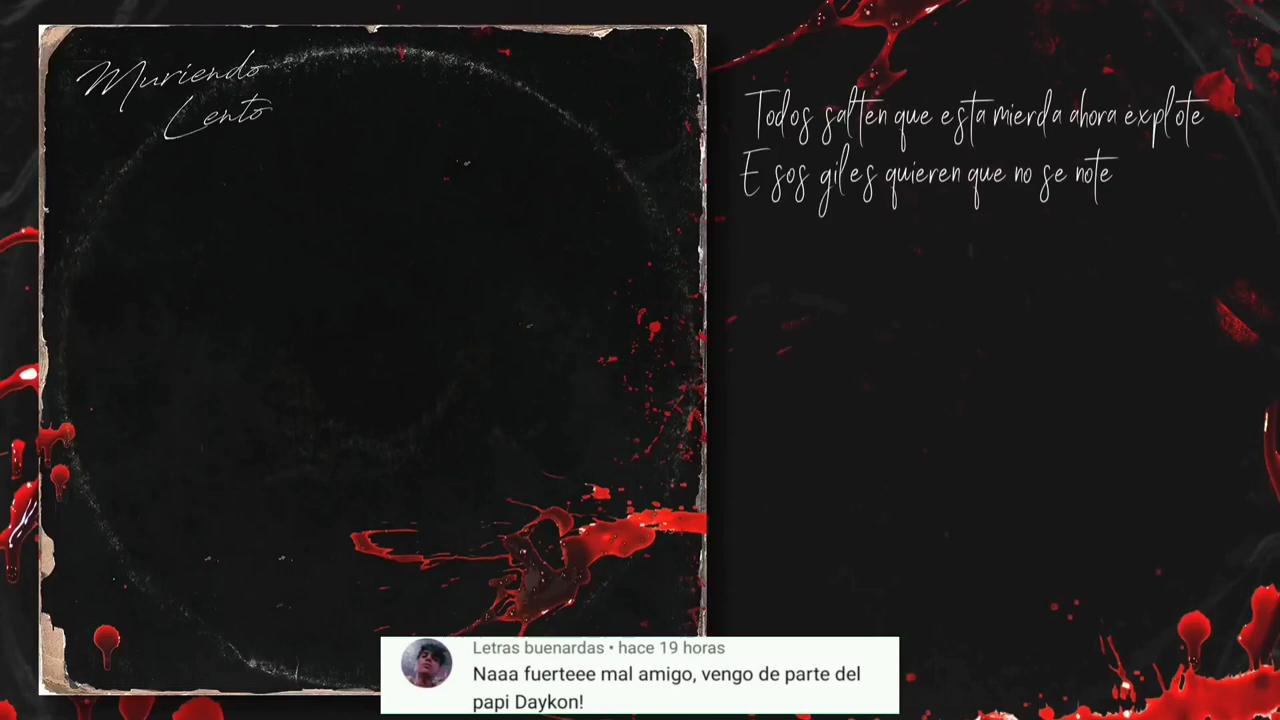 Muriendo
Lento
Todos salten que esta mierda ahora explote
Esos giles quieren que no se note
Letras buenardas • hace 19 horas
Naaa fuerteee mal amigo, vengo de parte del
papi Daykon!